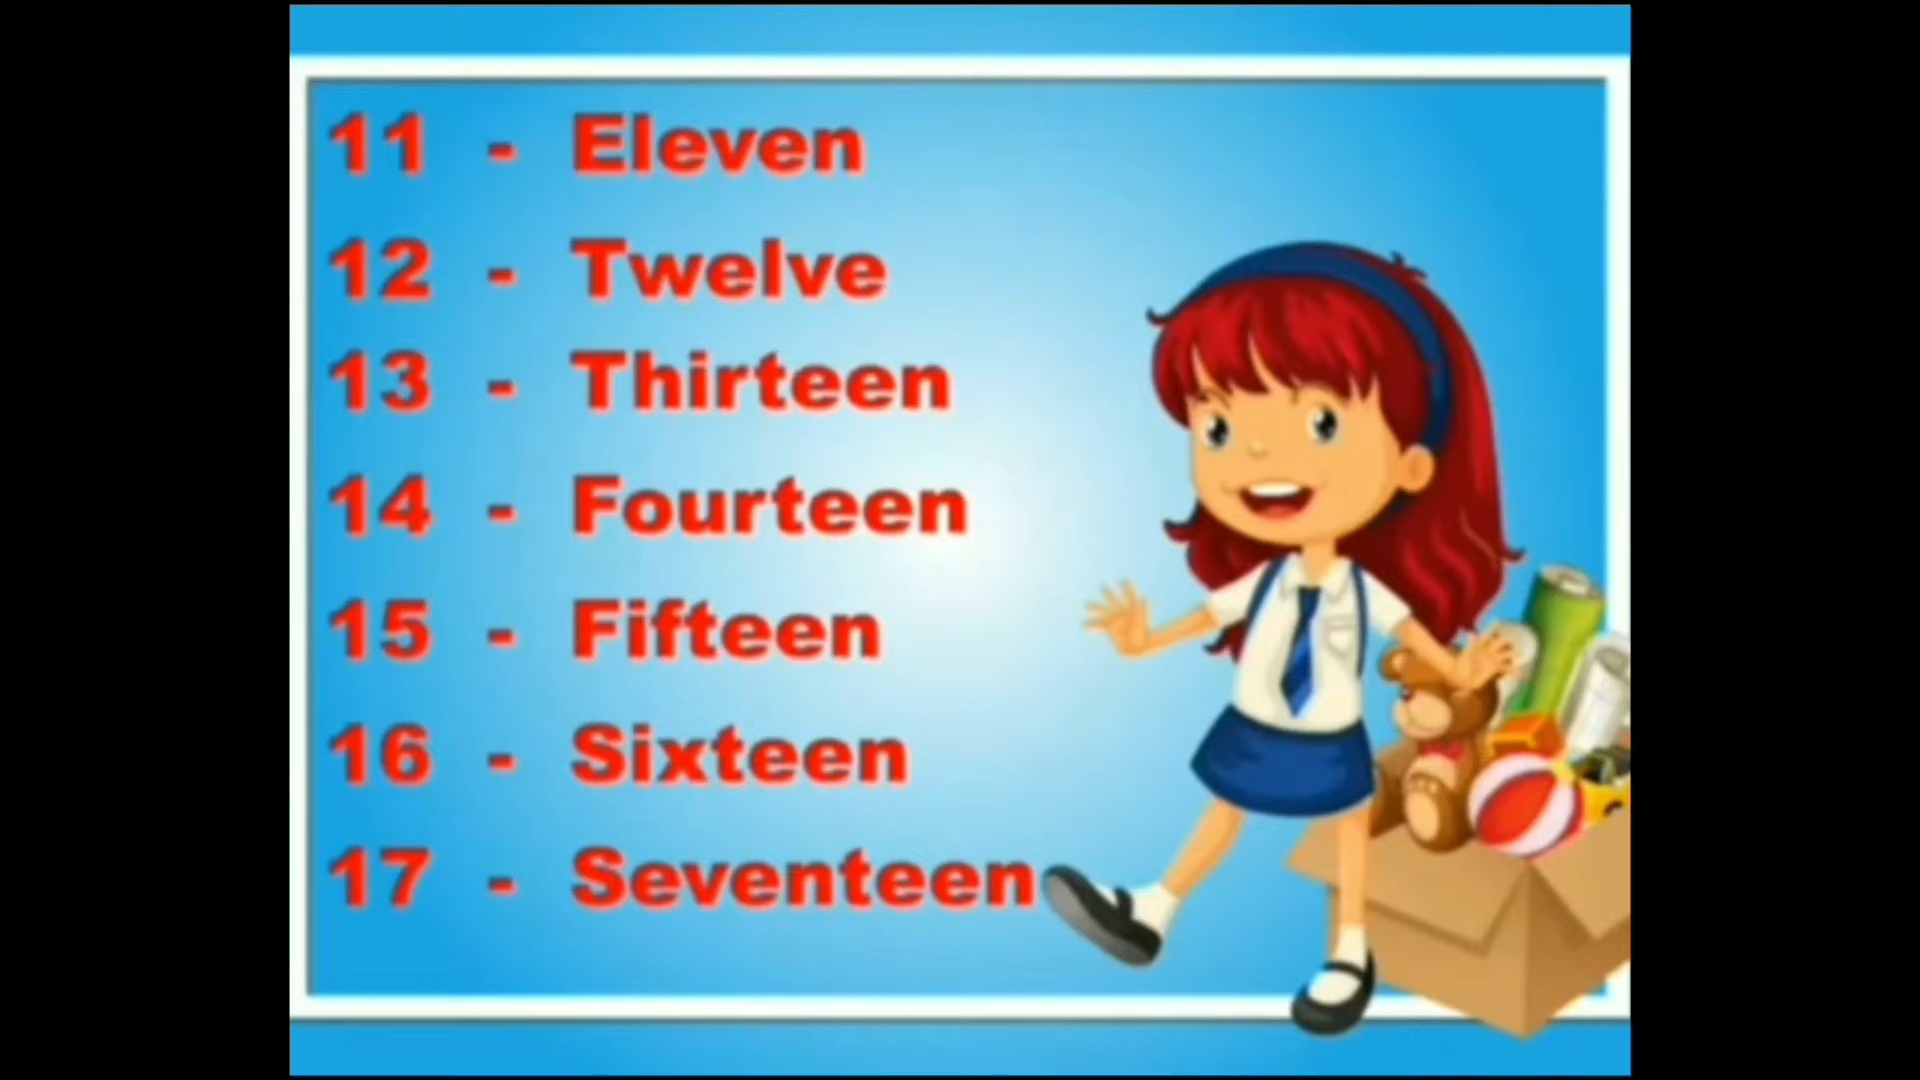 11 - Eleven
12 - Twelve
13 - Thirteen
14 - Fourteen
15 - Fifteen
16 - Sixteen
17 - Seventeen